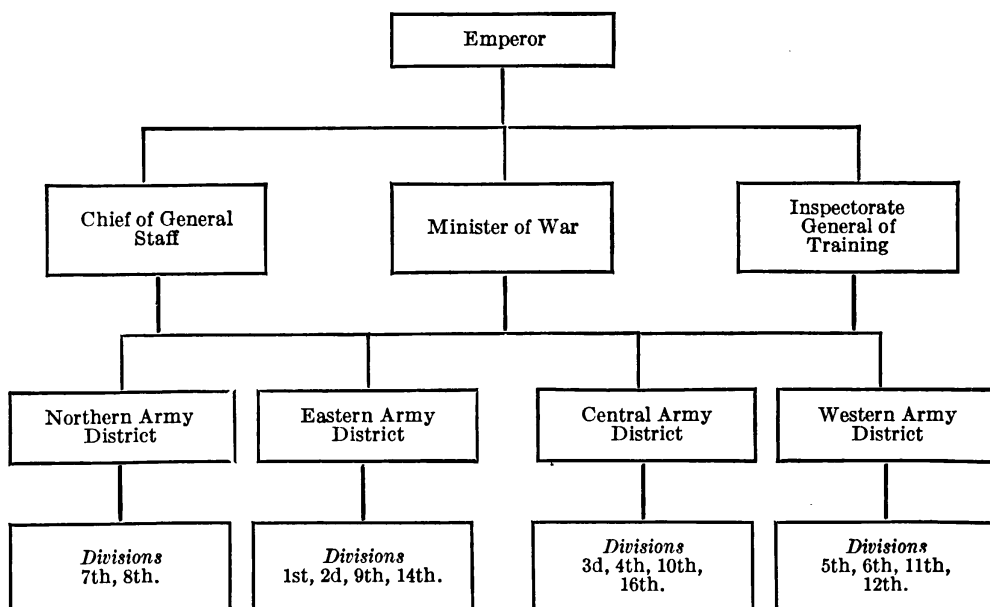 Emperor
Chief of General
Staff
Minister of War
Inspectorate
General of
Training
Northern Army
District
Eastern Army
District
Central Army
District
Western Army
District
Divisions
7th, 8th.
Divisions
1st, 2d, 9th, 14th.
Divisions
3d, 4th, 10th,
16th.
Divisions
5th, 6th, 11th,
12th.